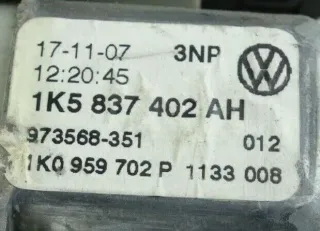 17-11-07 3NP
12:20:45
1K5 837 402 AH
973568-351 012
1K0 959 702 P 1133 008